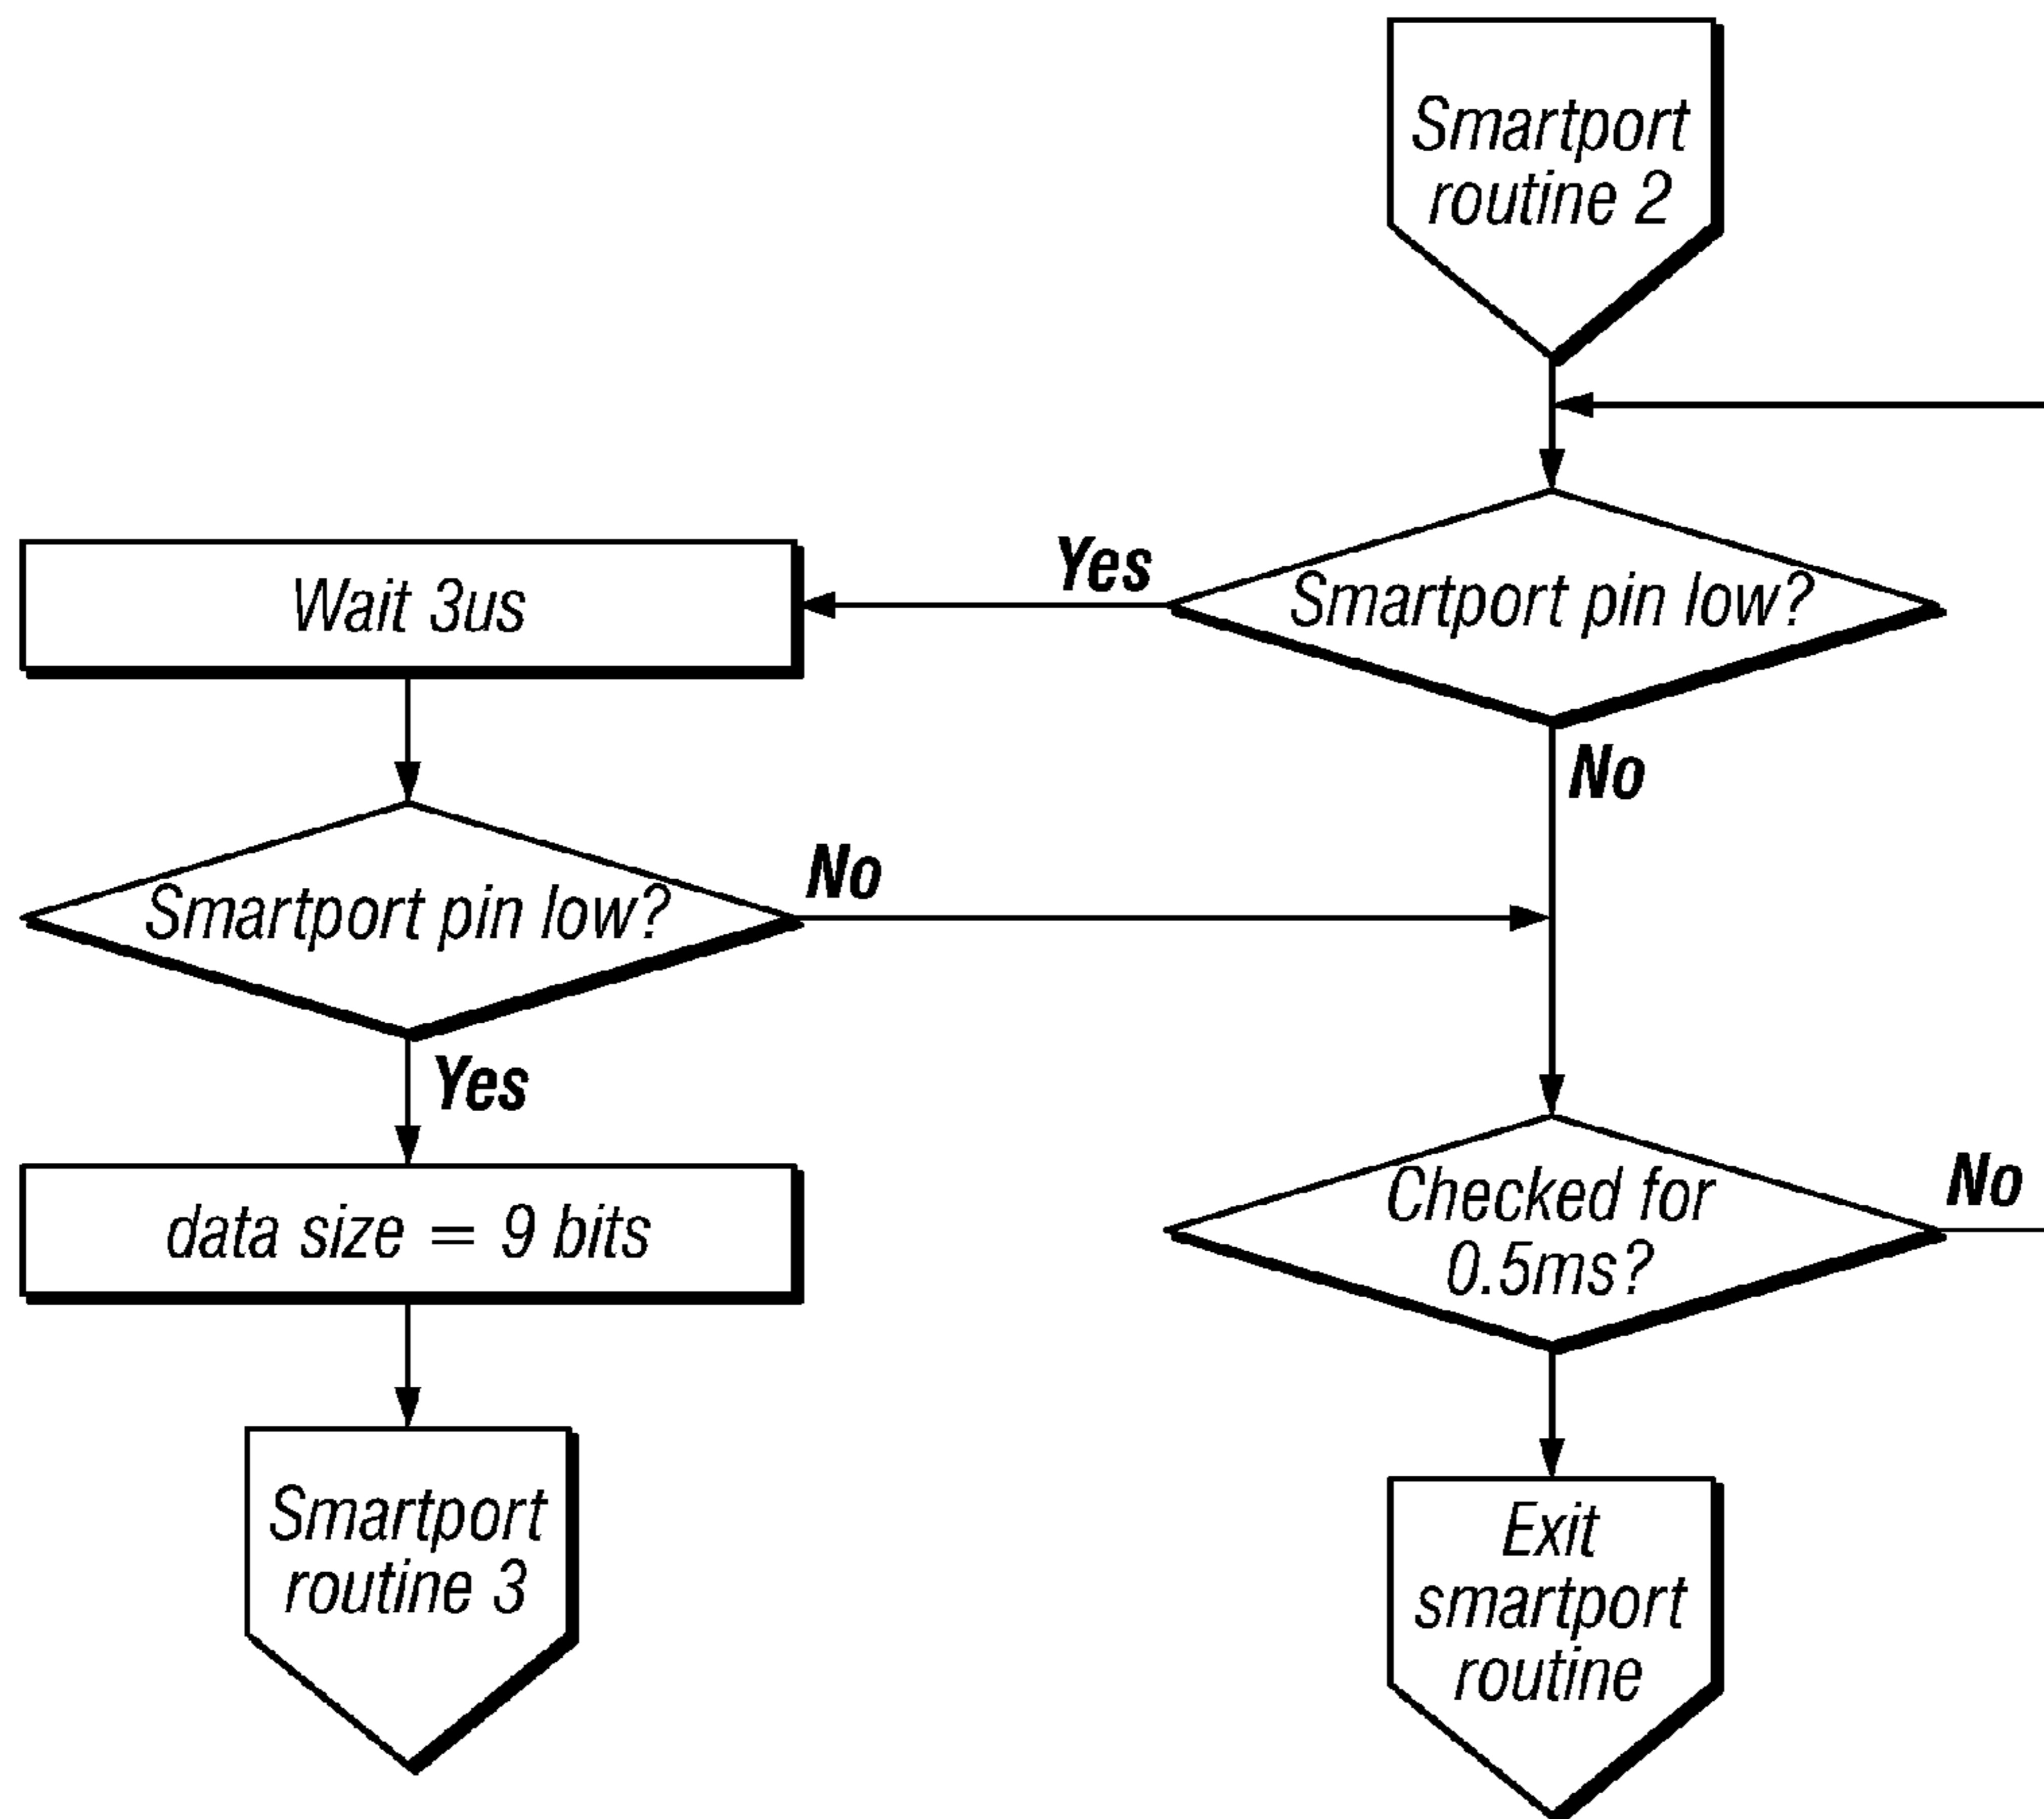 Smartport
routine 2
Yes
Wait 3us
Smartport pin low?
No
No
Smartport pin low?
Yes
Checked for
0.5ms?
No
data size = 9 bits
Smartport
routine 3
Exit
smartport
routine